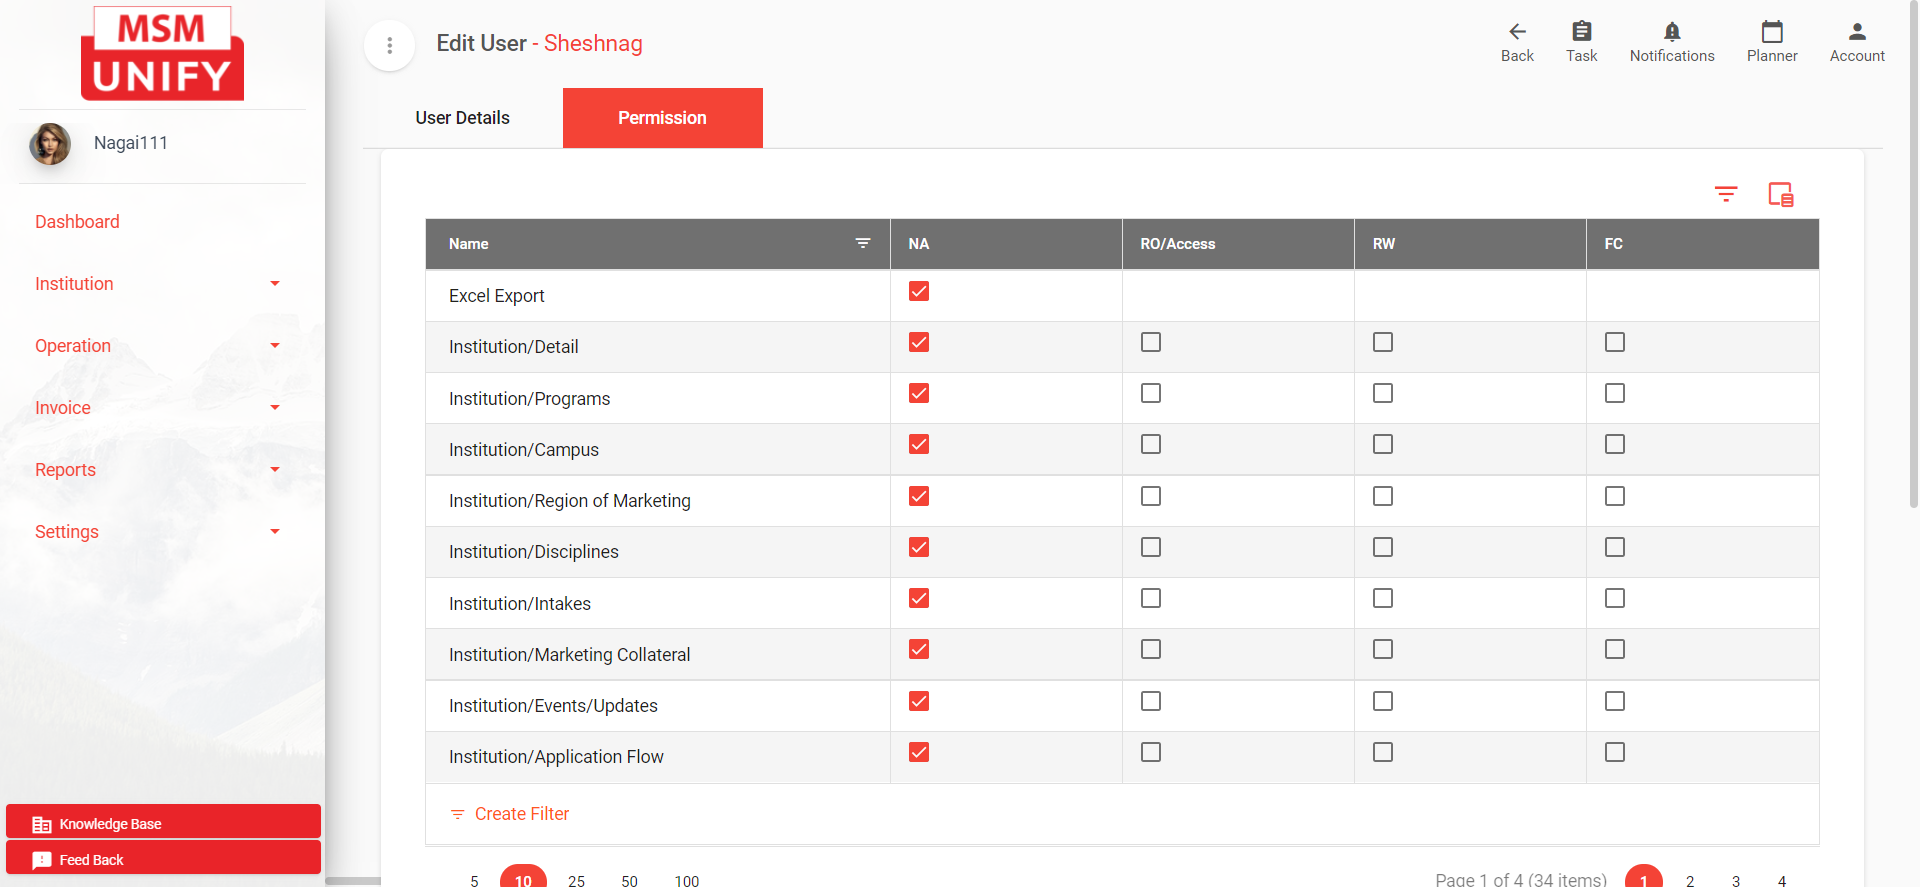 MSM
UNIFY
Nagai111
Dashboard
Institution
Operation
Invoice
Reports
Settings
Knowledge Base
Feed Back
Edit User - Sheshnag
Back
Task
Notifications
Planner
Account
User Details
Permission
Name NA RO/Access RW FC
Excel Export
Institution/Detail
Institution/Programs
Institution/Campus
Institution/Region of Marketing
Institution/Disciplines
Institution/Intakes
Institution/Marketing Collateral
Institution/Events/Updates
Institution/Application Flow
Create Filter
5 10 25 50 100
Page 1 of 4 (34 items) 1 2 3 4